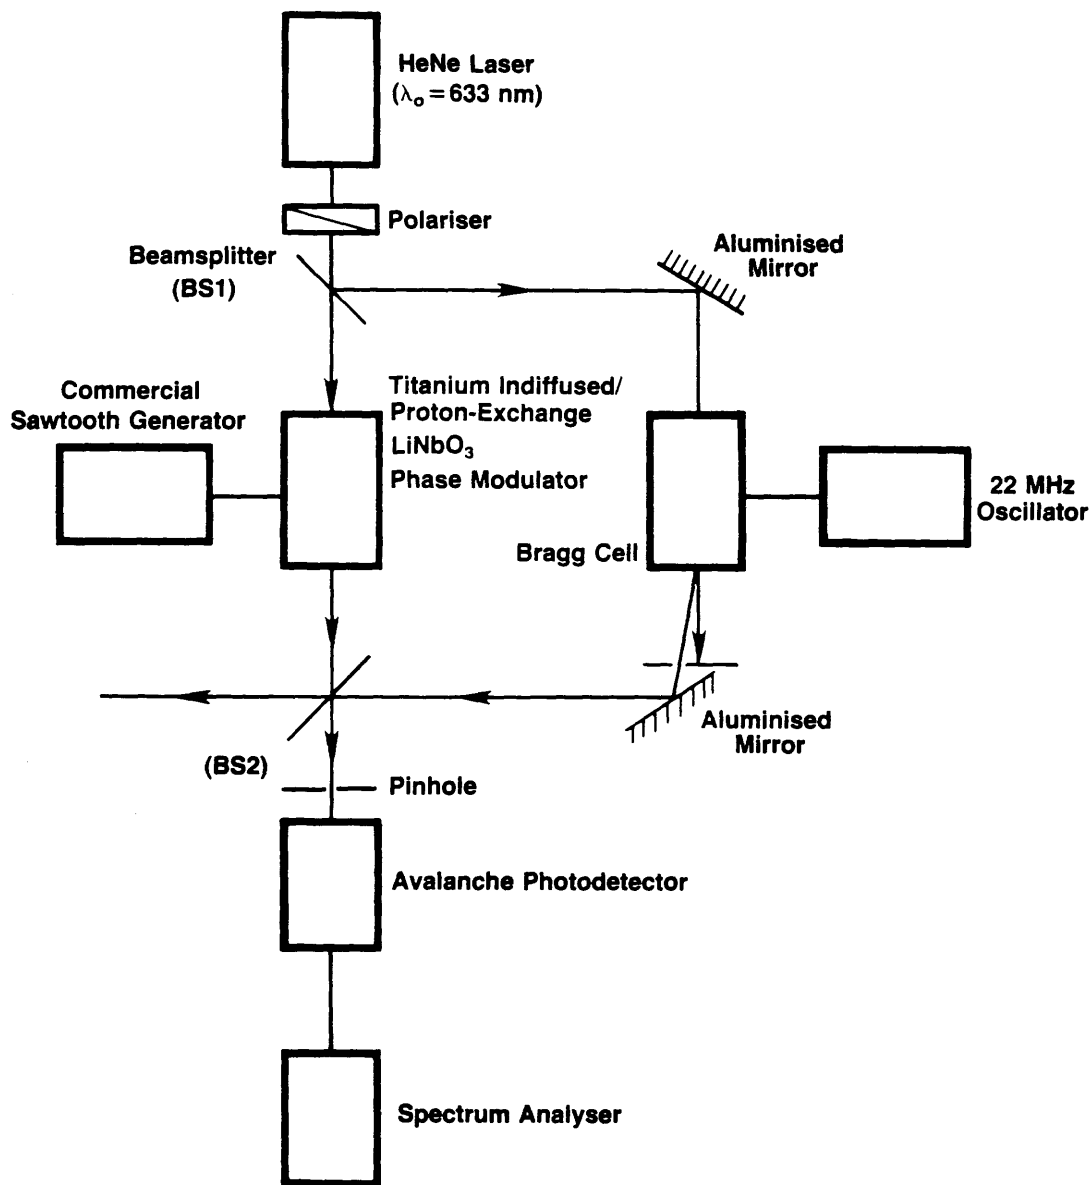 HeNe Laser
(λo = 633 nm)
Polariser
Beamsplitter
(BS1)
Aluminised
Mirror
Commercial
Sawtooth Generator
Titanium Indiffused/
Proton-Exchange
LiNbO3
Phase Modulator
22 MHz
Oscillator
Bragg Cell
Aluminised
Mirror
(BS2)
Pinhole
Avalanche Photodetector
Spectrum Analyser